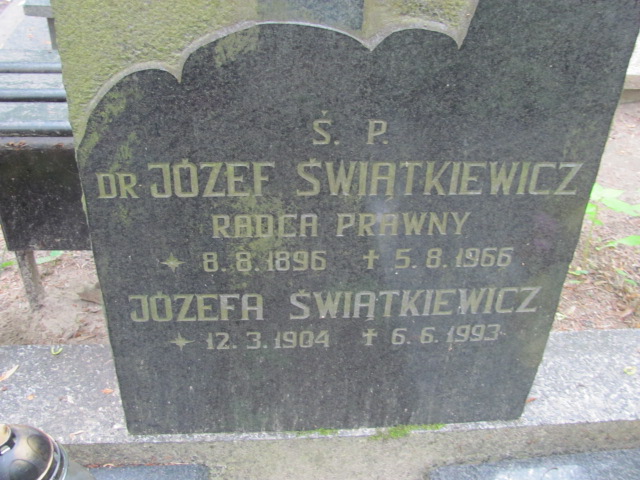 Ś. P.
DR JÓZEF ŚWIĄTKIEWICZ
RADCA PRAWNY
8.8.1896 5.8.1966
JÓZEFA ŚWIĄTKIEWICZ
12.3.1904 6.6.1993